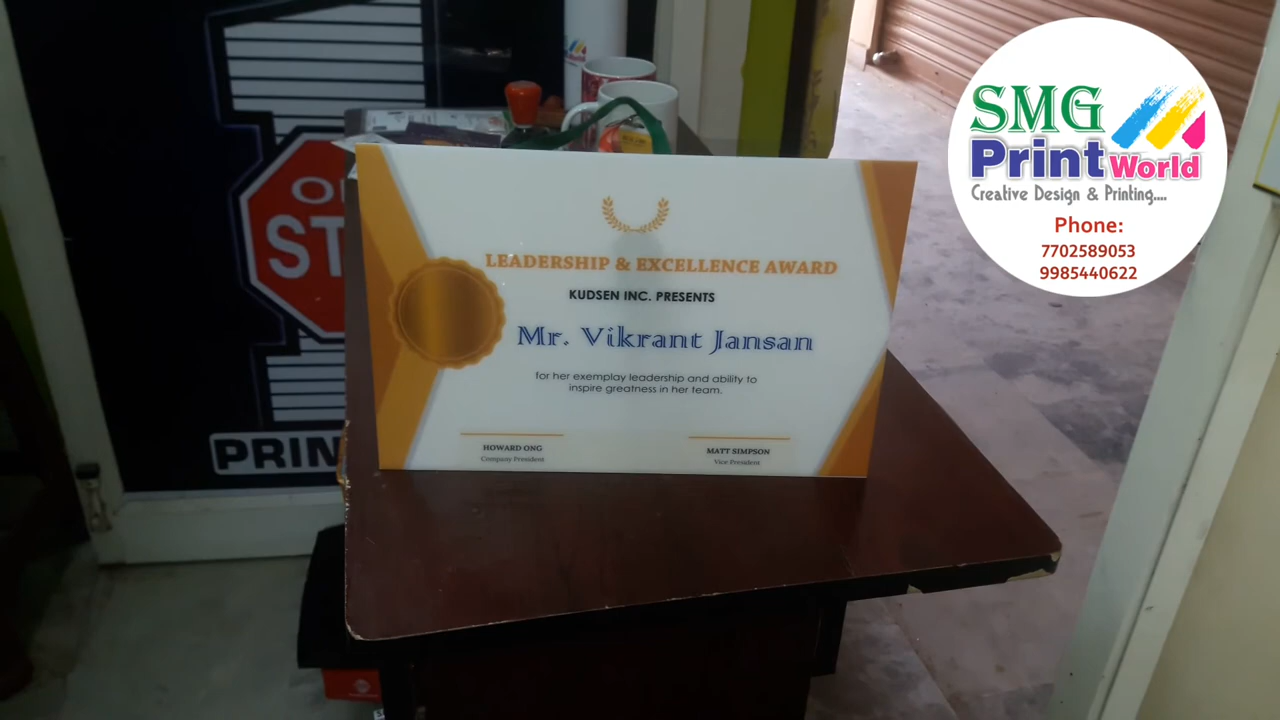 SMG
Print World
Creative Design & Printing....
Phone:
7702589053
9985440622
ST
PRIN
LEADERSHIP & EXCELLENCE AWARD
KUDSEN INC. PRESENTS
Mr. Vikrant Jansan
for her exemplay leadership and ability to
inspire greatness in her team.
HOWARD ONG
Company President
MATT SIMPSON
Vice President